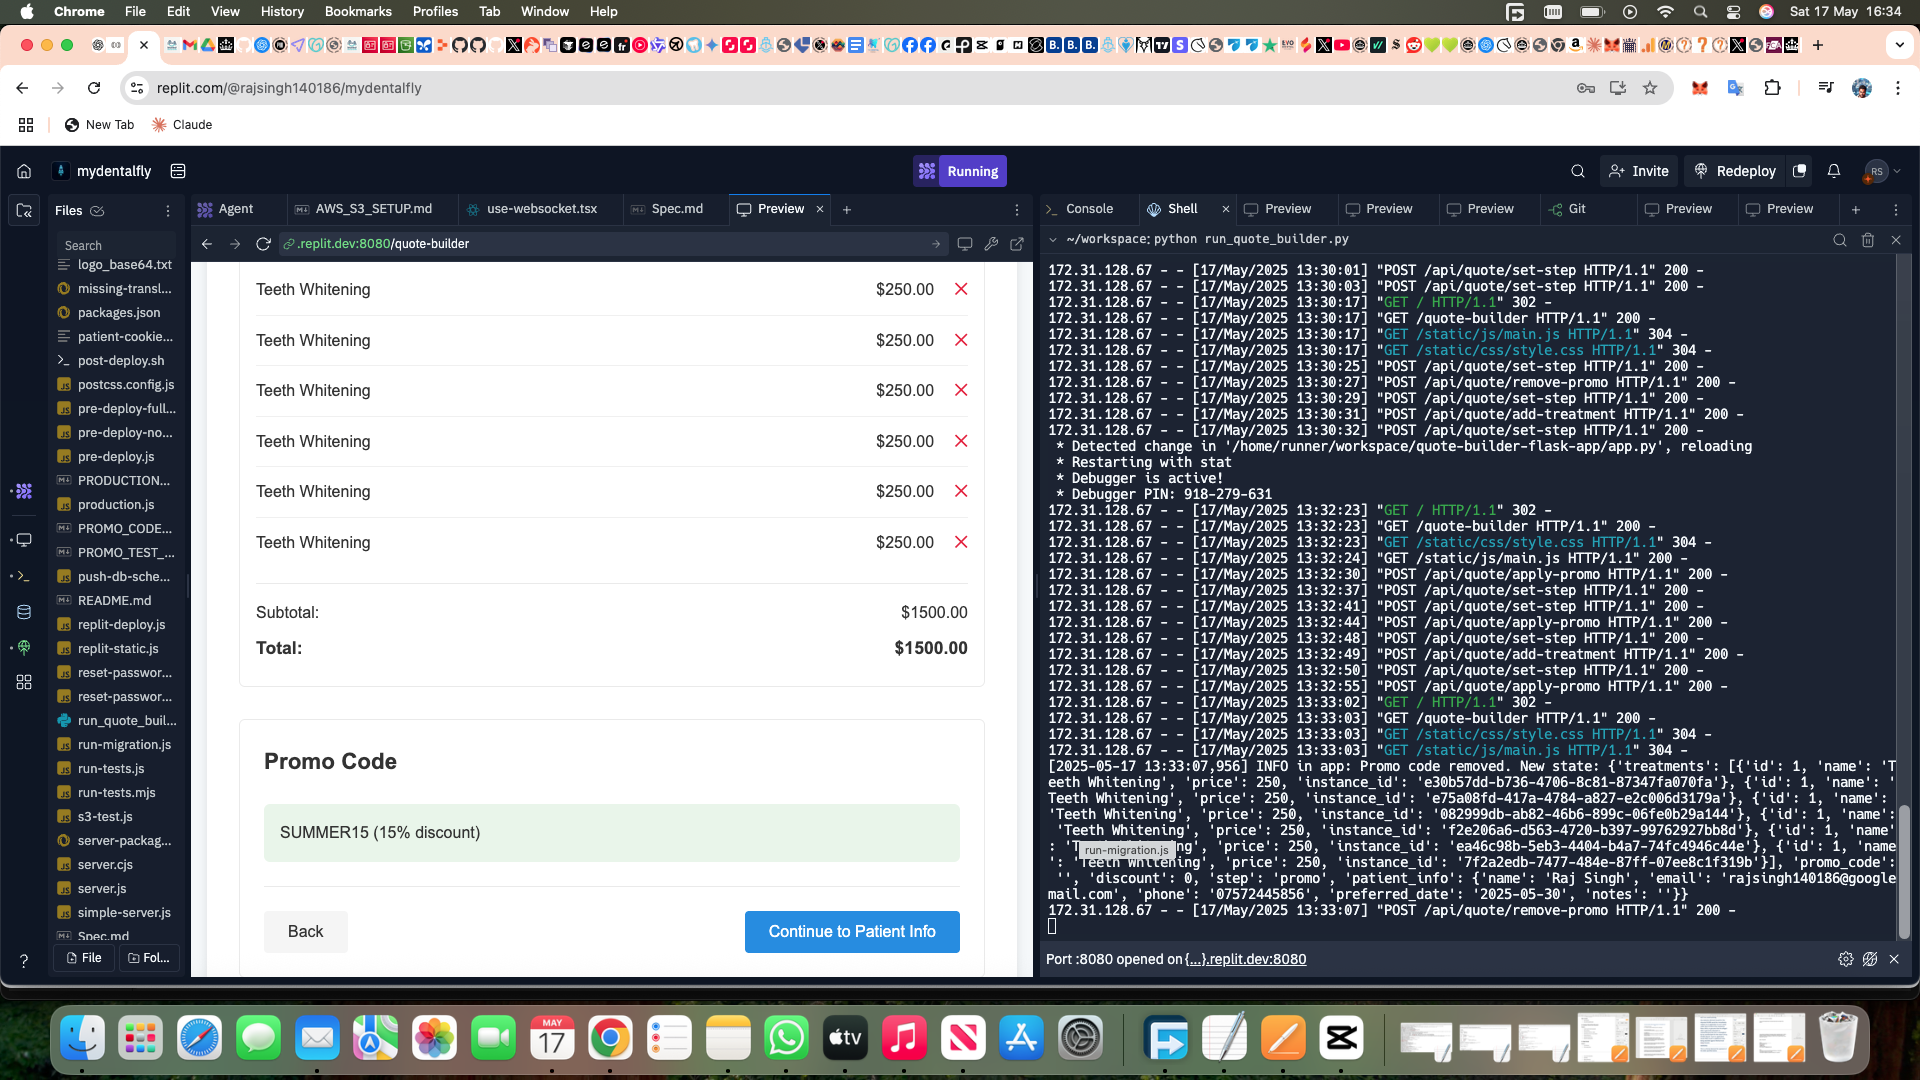 Chrome File Edit View History Bookmarks Profiles Tab Window Help Sat 17 May 16:34
replit.com/@rajsingh140186/mydentalfly
New Tab Claude
mydentalfly Running Invite Redeploy RS
Files
Search
logo_base64.txt
missing-transl...
packages.json
patient-cookie...
post-deploy.sh
postcss.config.js
pre-deploy-full...
pre-deploy-no...
pre-deploy.js
PRODUCTION...
production.js
PROMO_CODE...
PROMO_TEST_...
push-db-sche...
README.md
replit-deploy.js
replit-static.js
reset-passwor...
reset-passwor...
run_quote_buil...
run-migration.js
run-tests.js
run-tests.mjs
s3-test.js
server-packag...
server.cjs
server.js
simple-server.js
Spec.md
File Fol...
Agent AWS_S3_SETUP.md use-websocket.tsx Spec.md Preview
.replit.dev:8080/quote-builder
Teeth Whitening $250.00
Teeth Whitening $250.00
Teeth Whitening $250.00
Teeth Whitening $250.00
Teeth Whitening $250.00
Teeth Whitening $250.00
Subtotal: $1500.00
Total: $1500.00
Promo Code
SUMMER15 (15% discount)
Back Continue to Patient Info
Console Shell Preview Preview Preview Git Preview Preview
~/workspace: python run_quote_builder.py
172.31.128.67 - - [17/May/2025 13:30:01] "POST /api/quote/set-step HTTP/1.1" 200 -
172.31.128.67 - - [17/May/2025 13:30:03] "POST /api/quote/set-step HTTP/1.1" 200 -
172.31.128.67 - - [17/May/2025 13:30:17] "GET / HTTP/1.1" 302 -
172.31.128.67 - - [17/May/2025 13:30:17] "GET /quote-builder HTTP/1.1" 200 -
172.31.128.67 - - [17/May/2025 13:30:17] "GET /static/js/main.js HTTP/1.1" 304 -
172.31.128.67 - - [17/May/2025 13:30:17] "GET /static/css/style.css HTTP/1.1" 304 -
172.31.128.67 - - [17/May/2025 13:30:25] "POST /api/quote/set-step HTTP/1.1" 200 -
172.31.128.67 - - [17/May/2025 13:30:27] "POST /api/quote/remove-promo HTTP/1.1" 200 -
172.31.128.67 - - [17/May/2025 13:30:29] "POST /api/quote/set-step HTTP/1.1" 200 -
172.31.128.67 - - [17/May/2025 13:30:31] "POST /api/quote/add-treatment HTTP/1.1" 200 -
172.31.128.67 - - [17/May/2025 13:30:32] "POST /api/quote/set-step HTTP/1.1" 200 -
* Detected change in '/home/runner/workspace/quote-builder-flask-app/app.py', reloading
* Restarting with stat
* Debugger is active!
* Debugger PIN: 918-279-631
172.31.128.67 - - [17/May/2025 13:32:23] "GET / HTTP/1.1" 302 -
172.31.128.67 - - [17/May/2025 13:32:23] "GET /quote-builder HTTP/1.1" 200 -
172.31.128.67 - - [17/May/2025 13:32:23] "GET /static/css/style.css HTTP/1.1" 304 -
172.31.128.67 - - [17/May/2025 13:32:24] "GET /static/js/main.js HTTP/1.1" 200 -
172.31.128.67 - - [17/May/2025 13:32:30] "POST /api/quote/apply-promo HTTP/1.1" 200 -
172.31.128.67 - - [17/May/2025 13:32:37] "POST /api/quote/set-step HTTP/1.1" 200 -
172.31.128.67 - - [17/May/2025 13:32:41] "POST /api/quote/set-step HTTP/1.1" 200 -
172.31.128.67 - - [17/May/2025 13:32:44] "POST /api/quote/apply-promo HTTP/1.1" 200 -
172.31.128.67 - - [17/May/2025 13:32:48] "POST /api/quote/set-step HTTP/1.1" 200 -
172.31.128.67 - - [17/May/2025 13:32:49] "POST /api/quote/add-treatment HTTP/1.1" 200 -
172.31.128.67 - - [17/May/2025 13:32:50] "POST /api/quote/set-step HTTP/1.1" 200 -
172.31.128.67 - - [17/May/2025 13:32:55] "POST /api/quote/apply-promo HTTP/1.1" 200 -
172.31.128.67 - - [17/May/2025 13:33:02] "GET / HTTP/1.1" 302 -
172.31.128.67 - - [17/May/2025 13:33:03] "GET /quote-builder HTTP/1.1" 200 -
172.31.128.67 - - [17/May/2025 13:33:03] "GET /static/css/style.css HTTP/1.1" 304 -
172.31.128.67 - - [17/May/2025 13:33:03] "GET /static/js/main.js HTTP/1.1" 304 -
[2025-05-17 13:33:07,956] INFO in app: Promo code removed. New state: {'treatments': [{'id': 1, 'name': 'T
eeth Whitening', 'price': 250, 'instance_id': 'e30b57dd-b736-4706-8c81-87347fa070fa'}, {'id': 1, 'name': '
Teeth Whitening', 'price': 250, 'instance_id': 'e75a08fd-417a-4784-a827-e2c006d3179a'}, {'id': 1, 'name':
'Teeth Whitening', 'price': 250, 'instance_id': '082999db-ab82-46b6-899c-06fe0b29a144'}, {'id': 1, 'name'
: 'Teeth Whitening', 'price': 250, 'instance_id': 'f2e206a6-d563-4720-b397-99762927bb8d'}, {'id': 1, 'name'
: 'T ng', 'price': 250, 'instance_id': 'ea46c98b-5eb3-4404-b4a7-74fc4946c44e'}, {'id': 1, 'name
run-migration.js
': 'Teeth Whitening', 'price': 250, 'instance_id': '7f2a2edb-7477-484e-87ff-07ee8c1f319b'}], 'promo_code':
'', 'discount': 0, 'step': 'promo', 'patient_info': {'name': 'Raj Singh', 'email': 'rajsingh140186@google
mail.com', 'phone': '07572445856', 'preferred_date': '2025-05-30', 'notes': ''}}
172.31.128.67 - - [17/May/2025 13:33:07] "POST /api/quote/remove-promo HTTP/1.1" 200 -
Port :8080 opened on {...}.replit.dev:8080
MAY
17
tv